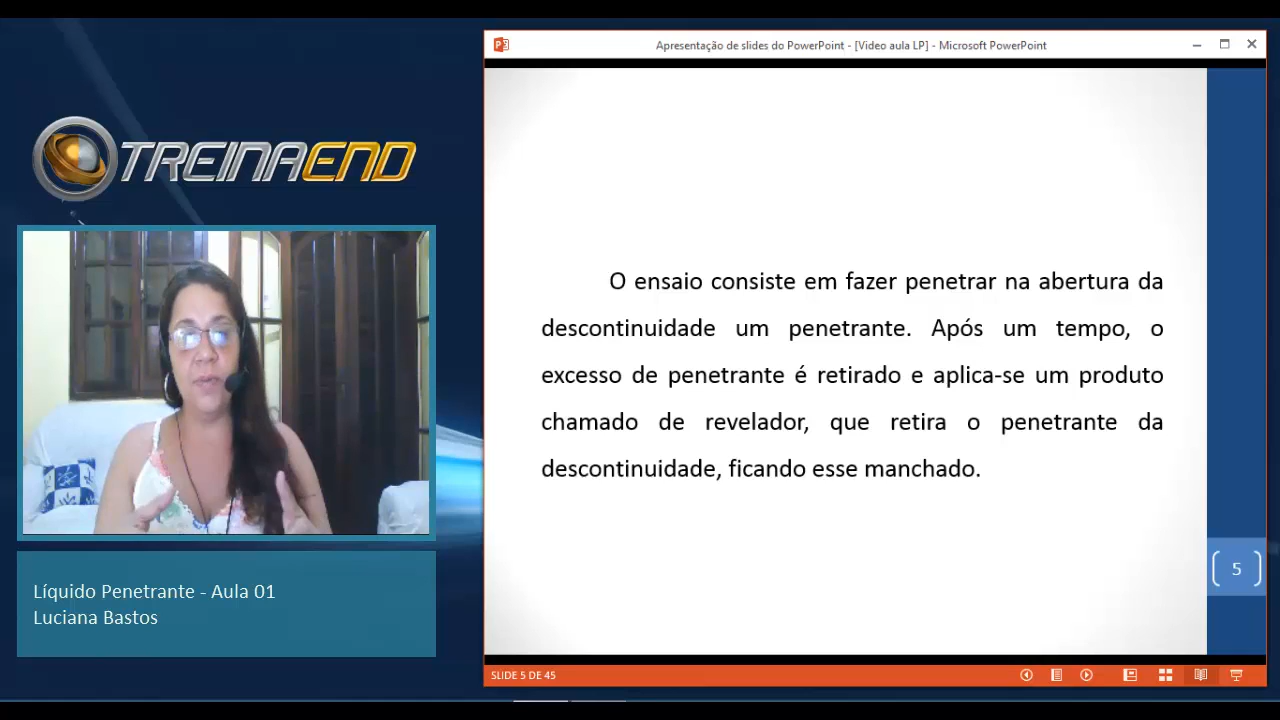 TREINAEND
Líquido Penetrante - Aula 01
Luciana Bastos
Apresentação de slides do PowerPoint - [Video aula LP] - Microsoft PowerPoint
O ensaio consiste em fazer penetrar na abertura da
descontinuidade um penetrante. Após um tempo, o
excesso de penetrante é retirado e aplica-se um produto
chamado de revelador, que retira o penetrante da
descontinuidade, ficando esse manchado.
5
SLIDE 5 DE 45